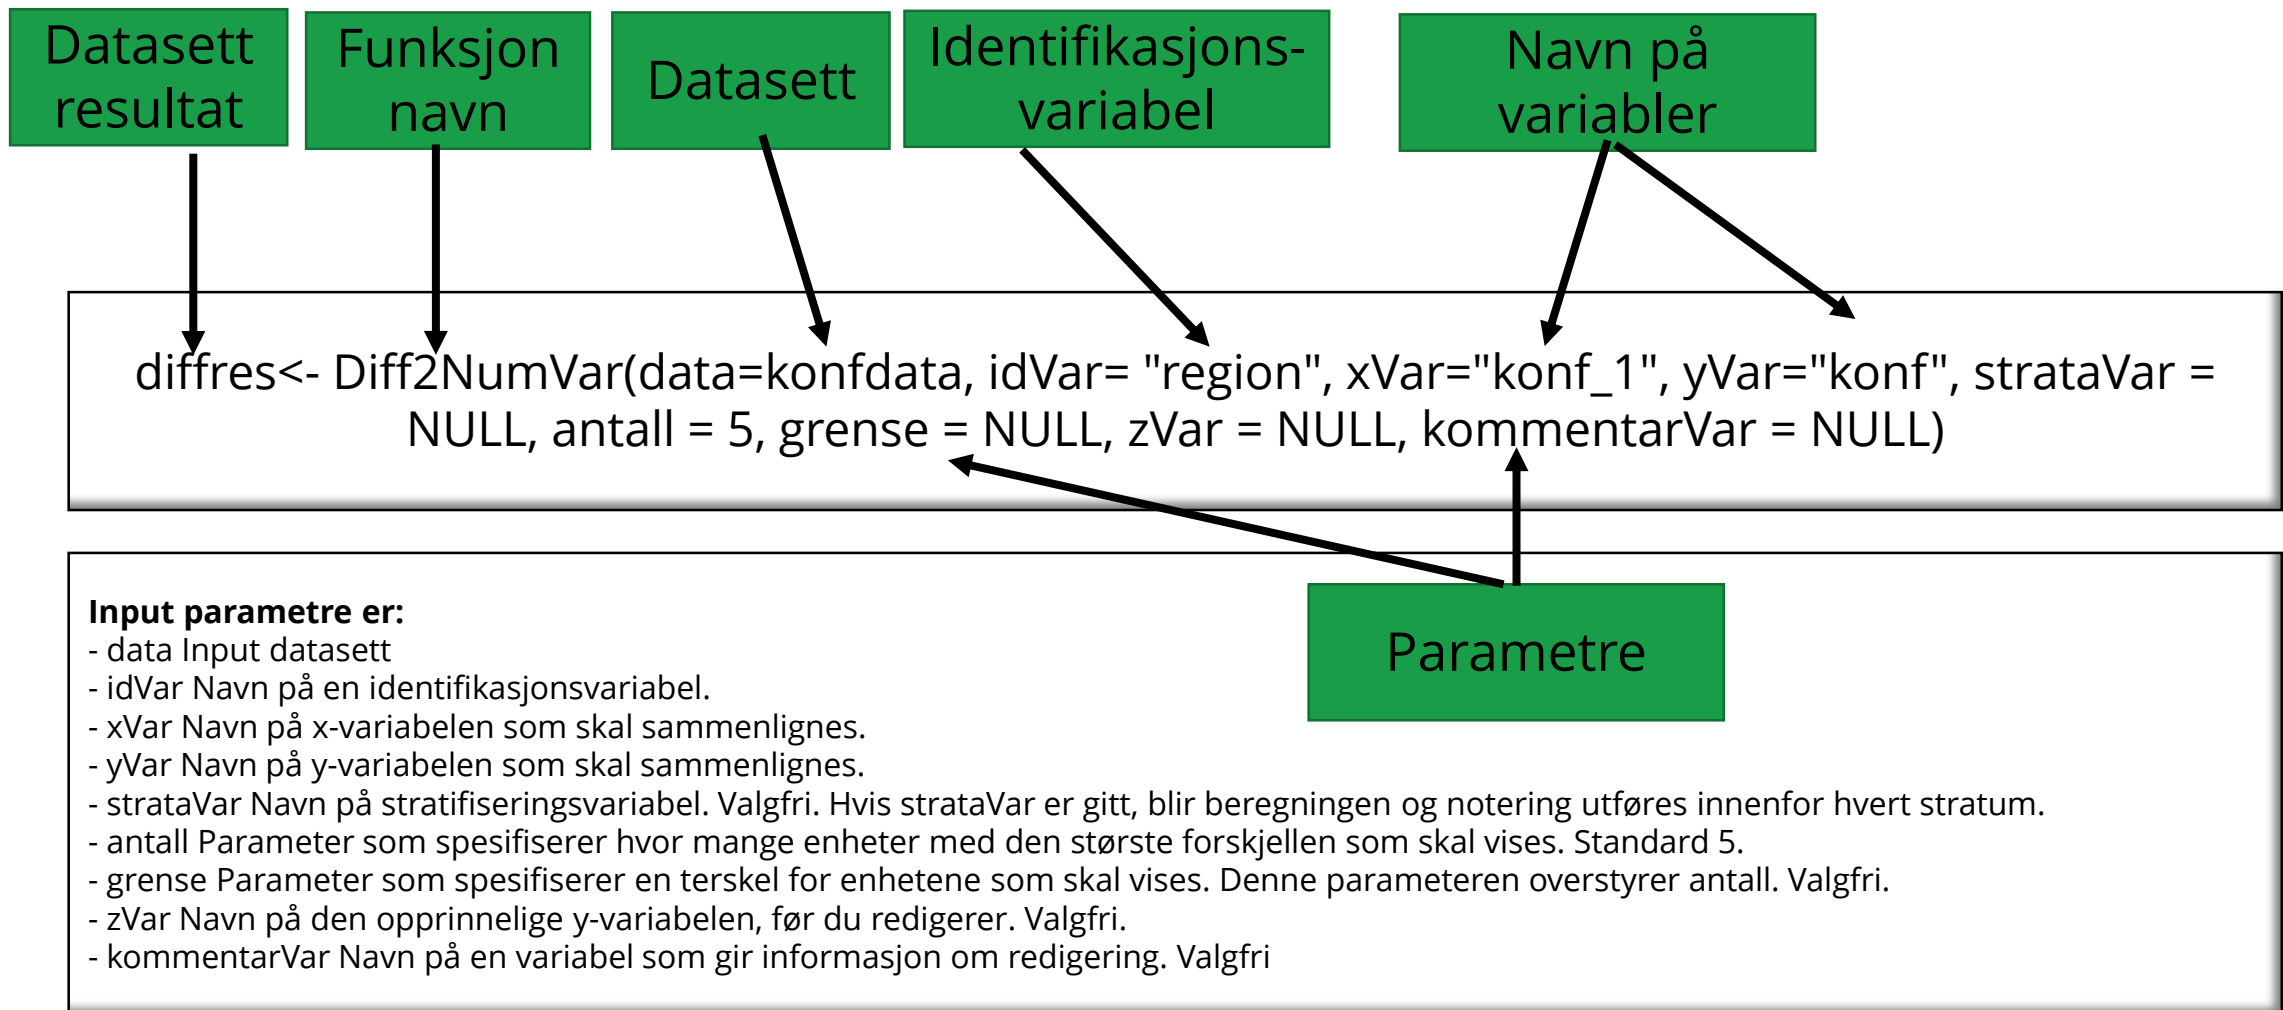 Datasett
resultat
Funksjon
navn
Datasett
Identifikasjons-
variabel
Navn på
variabler
diffres<- Diff2NumVar(data=konfdata, idVar= "region", xVar="konf_1", yVar="konf", strataVar =
NULL, antall = 5, grense = NULL, zVar = NULL, kommentarVar = NULL)
Parametre
Input parametre er:
- data Input datasett
- idVar Navn på en identifikasjonsvariabel.
- xVar Navn på x-variabelen som skal sammenlignes.
- yVar Navn på y-variabelen som skal sammenlignes.
- strataVar Navn på stratifiseringsvariabel. Valgfri. Hvis strataVar er gitt, blir beregningen og notering utføres innenfor hvert stratum.
- antall Parameter som spesifiserer hvor mange enheter med den største forskjellen som skal vises. Standard 5.
- grense Parameter som spesifiserer en terskel for enhetene som skal vises. Denne parameteren overstyrer antall. Valgfri.
- zVar Navn på den opprinnelige y-variabelen, før du redigerer. Valgfri.
- kommentarVar Navn på en variabel som gir informasjon om redigering. Valgfri